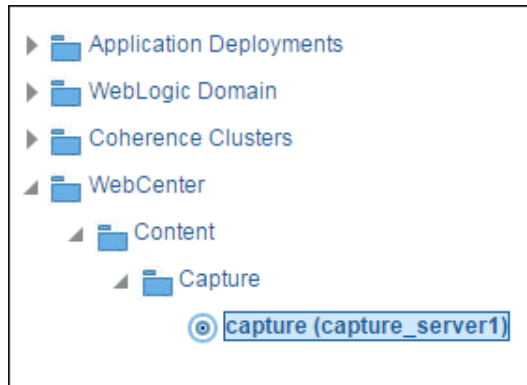 Application Deployments
WebLogic Domain
Coherence Clusters
WebCenter
Content
Capture
capture (capture_server1)